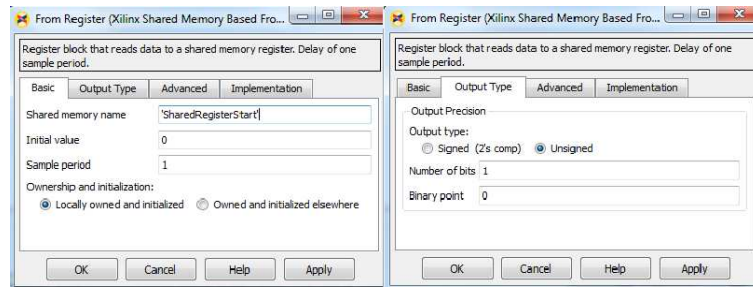 From Register (Xilinx Shared Memory Based Fro...
Register block that reads data to a shared memory register. Delay of one
sample period.
Basic Output Type Advanced Implementation
Shared memory name 'SharedRegisterStart'
Initial value 0
Sample period 1
Ownership and initialization:
Locally owned and initialized Owned and initialized elsewhere
OK Cancel Help Apply
From Register (Xilinx Shared Memory Based Fro...
Register block that reads data to a shared memory register. Delay of one
sample period.
Basic Output Type Advanced Implementation
Output Precision
Output type:
Signed (2's comp) Unsigned
Number of bits 1
Binary point 0
OK Cancel Help Apply